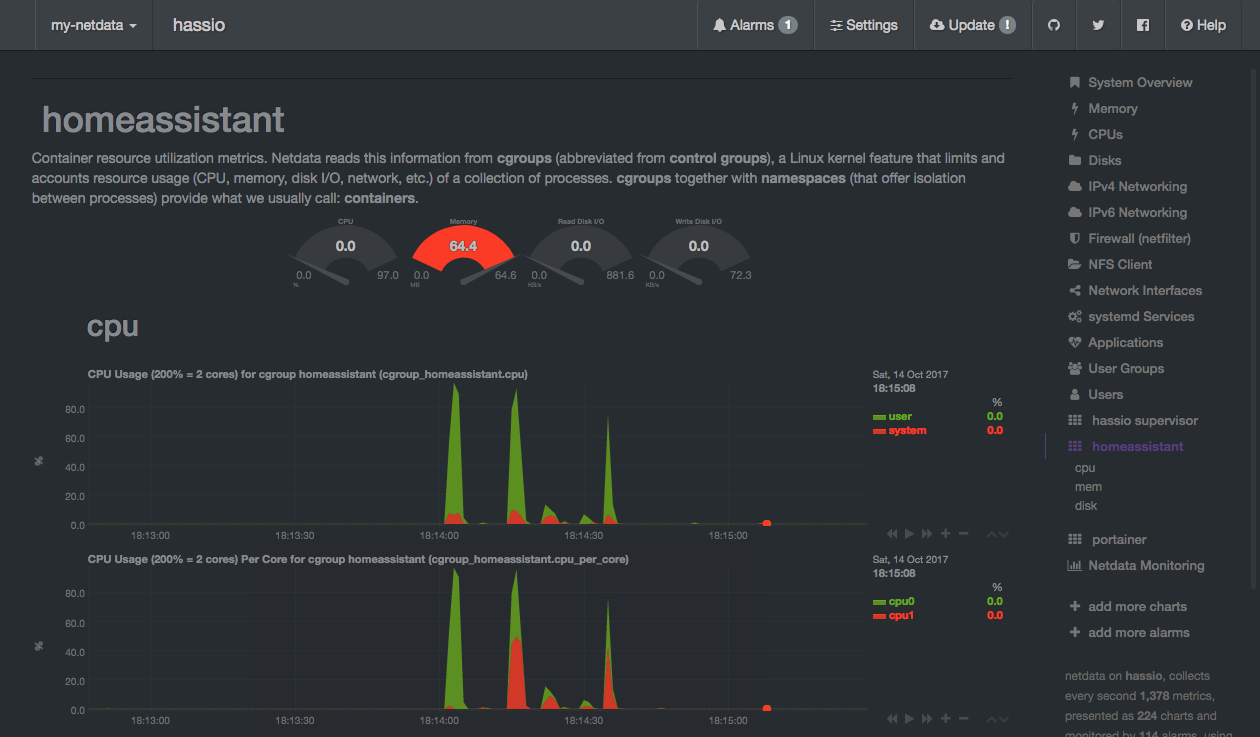 my-netdata
hassio
Alarms 1
Settings
Update !
Help
homeassistant
Container resource utilization metrics. Netdata reads this information from cgroups (abbreviated from control groups), a Linux kernel feature that limits and
accounts resource usage (CPU, memory, disk I/O, network, etc.) of a collection of processes. cgroups together with namespaces (that offer isolation
between processes) provide what we usually call: containers.
CPU
0.0
0.0 97.0
%
Memory
64.4
0.0 64.6
MB
Read Disk I/O
0.0
0.0 881.6
KB/s
Write Disk I/O
0.0
0.0 72.3
KB/s
cpu
CPU Usage (200% = 2 cores) for cgroup homeassistant (cgroup_homeassistant.cpu)
80.0
60.0
40.0
20.0
0.0
%
18:13:00 18:13:30 18:14:00 18:14:30 18:15:00
Sat, 14 Oct 2017
18:15:08
%
user 0.0
system 0.0
CPU Usage (200% = 2 cores) Per Core for cgroup homeassistant (cgroup_homeassistant.cpu_per_core)
80.0
60.0
40.0
20.0
0.0
%
18:13:00 18:13:30 18:14:00 18:14:30 18:15:00
Sat, 14 Oct 2017
18:15:08
%
cpu0 0.0
cpu1 0.0
System Overview
Memory
CPUs
Disks
IPv4 Networking
IPv6 Networking
Firewall (netfilter)
NFS Client
Network Interfaces
systemd Services
Applications
User Groups
Users
hassio supervisor
homeassistant
cpu
mem
disk
portainer
Netdata Monitoring
add more charts
add more alarms
netdata on hassio, collects
every second 1,378 metrics,
presented as 224 charts and
monitored by 114 alarms, using